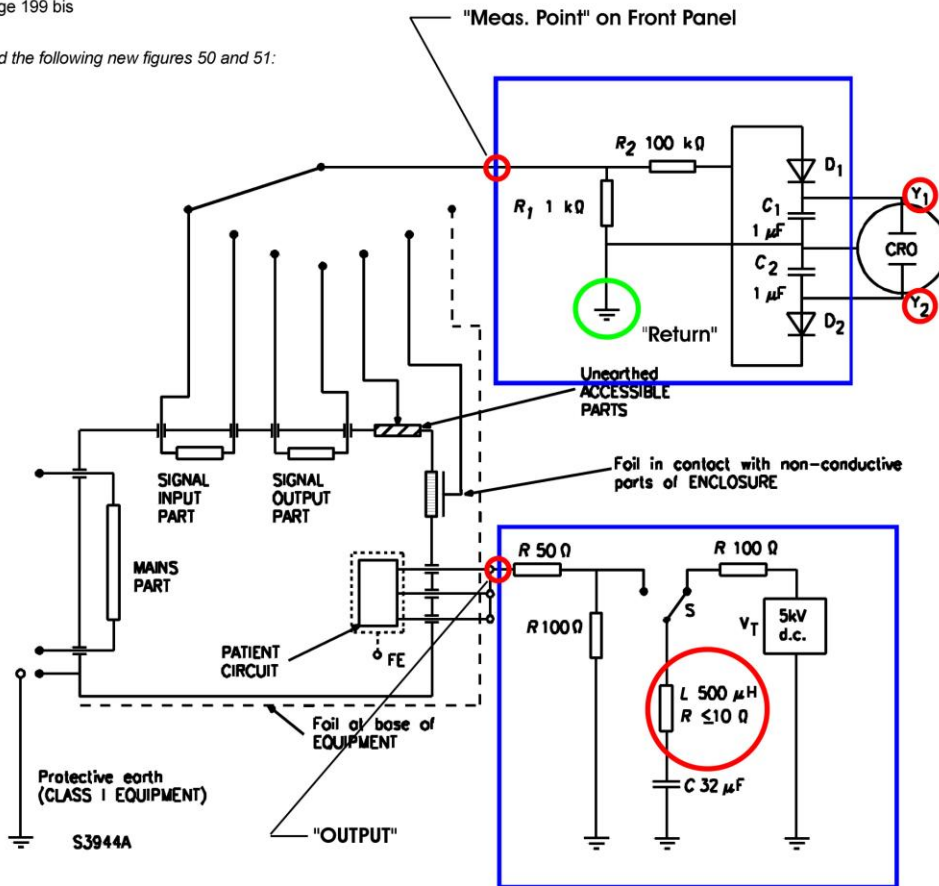 ge 199 bis
d the following new figures 50 and 51:
"Meas. Point" on Front Panel
R₂ 100 kΩ
D₁
R₁ 1 kΩ
C₁
1 μF
Y₁
CRO
C₂
1 μF
Y₂
D₂
"Return"
Unearthed
ACCESSIBLE
PARTS
SIGNAL
INPUT
PART
SIGNAL
OUTPUT
PART
Foil in contact with non-conductive
parts of ENCLOSURE
MAINS
PART
R 50 Ω
R 100 Ω
S
R 100 Ω
V_T
5kV
d.c.
PATIENT
CIRCUIT
FE
L 500 μH
R ≤10 Ω
Foil at base of
EQUIPMENT
C 32 μF
Protective earth
(CLASS I EQUIPMENT)
S3944A
"OUTPUT"